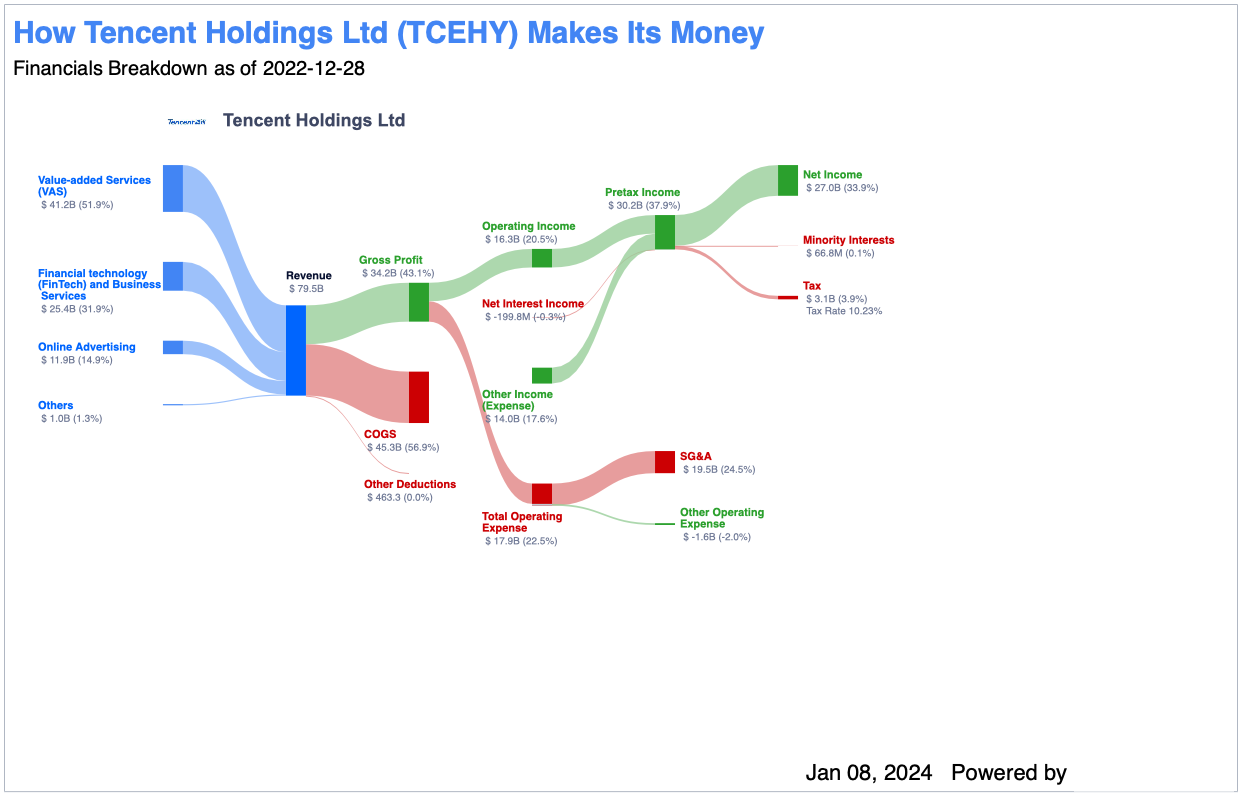 How Tencent Holdings Ltd (TCEHY) Makes Its Money
Financials Breakdown as of 2022-12-28
Tencent
Tencent Holdings Ltd
Value-added Services
(VAS)
$ 41.2B (51.9%)
Financial technology
(FinTech) and Business
Services
$ 25.4B (31.9%)
Online Advertising
$ 11.9B (14.9%)
Others
$ 1.0B (1.3%)
Revenue
$ 79.5B
Gross Profit
$ 34.2B (43.1%)
COGS
$ 45.3B (56.9%)
Other Deductions
$ 463.3 (0.0%)
Operating Income
$ 16.3B (20.5%)
Net Interest Income
$ -199.8M (-0.3%)
Other Income
(Expense)
$ 14.0B (17.6%)
Total Operating
Expense
$ 17.9B (22.5%)
Pretax Income
$ 30.2B (37.9%)
SG&A
$ 19.5B (24.5%)
Other Operating
Expense
$ -1.6B (-2.0%)
Net Income
$ 27.0B (33.9%)
Minority Interests
$ 66.8M (0.1%)
Tax
$ 3.1B (3.9%)
Tax Rate 10.23%
Jan 08, 2024 Powered by